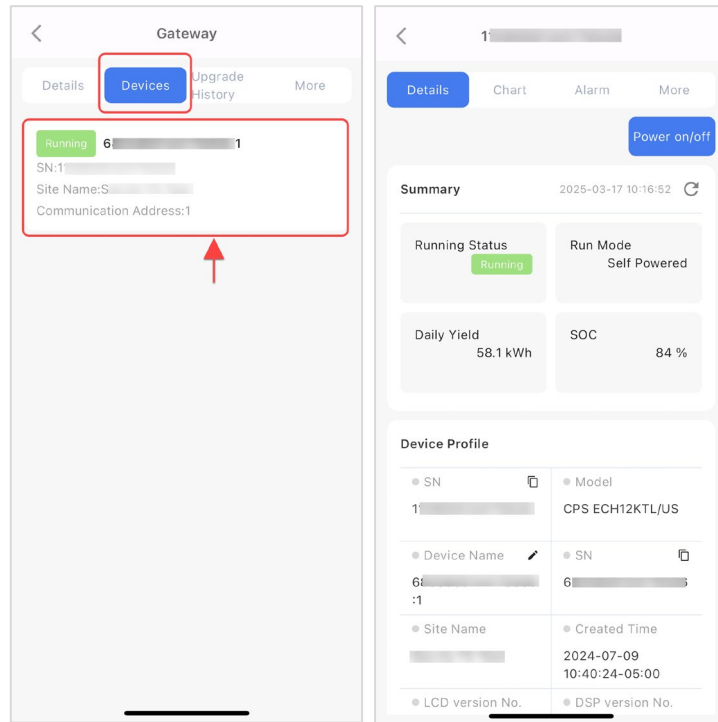 Gateway
Details
Devices
Upgrade
History
More
Running
6 1
SN:1
Site Name:S
Communication Address:1
1
Details
Chart
Alarm
More
Power on/off
Summary
2025-03-17 10:16:52
Running Status
Running
Run Mode
Self Powered
Daily Yield
58.1 kWh
SOC
84 %
Device Profile
SN
Model
1
CPS ECH12KTL/US
Device Name
SN
6
:1
6
Site Name
Created Time
2024-07-09
10:40:24-05:00
LCD version No.
DSP version No.